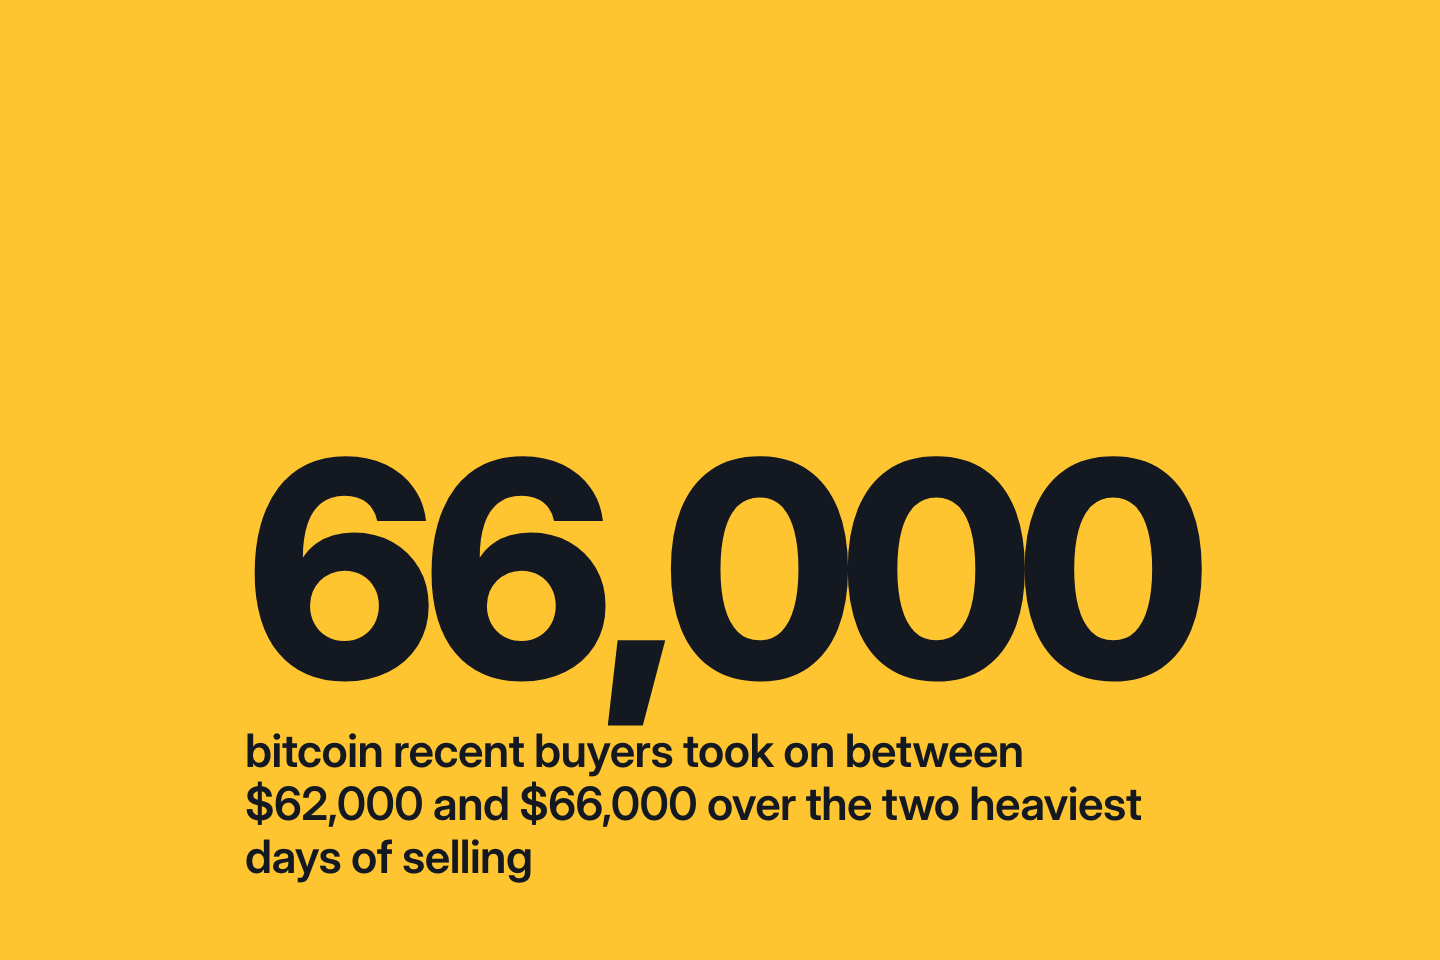 66,000
bitcoin recent buyers took on between
$62,000 and $66,000 over the two heaviest
days of selling